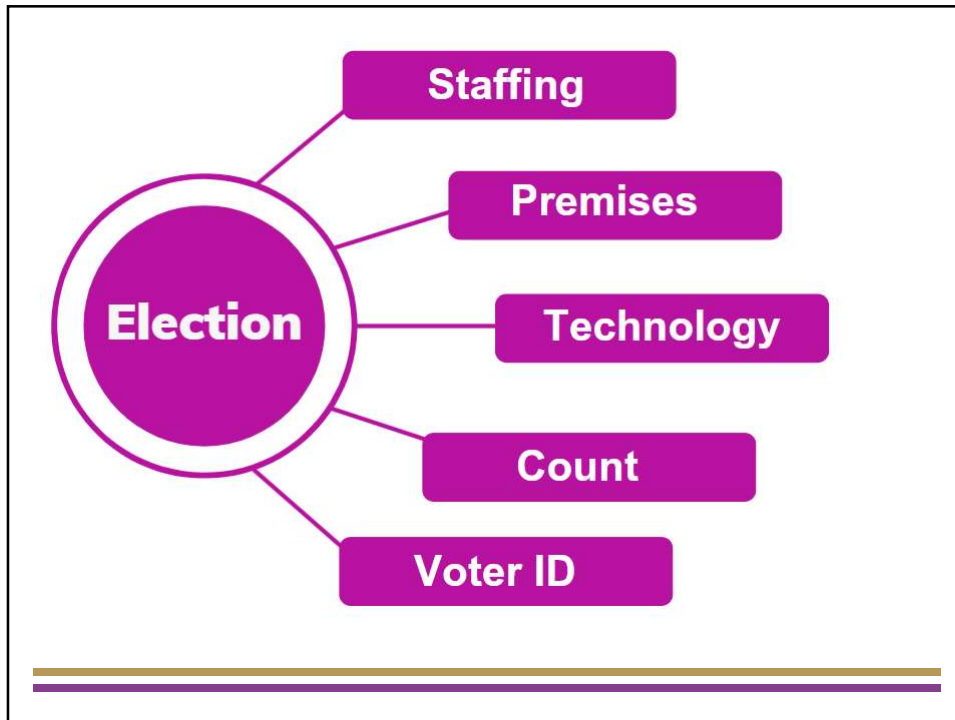 Staffing
Premises
Election
Technology
Count
Voter ID